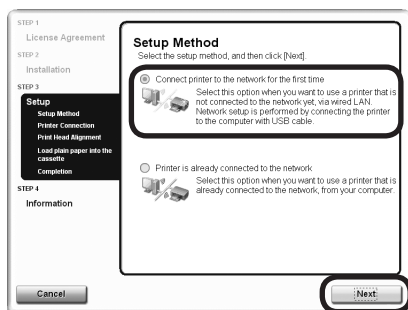 STEP 1
License Agreement
STEP 2
Installation
STEP 3
Setup
Setup Method
Printer Connection
Print Head Alignment
Load plain paper into the
cassette
Completion
STEP 4
Information
Setup Method
Select the setup method, and then click [Next].
Connect printer to the network for the first time
Select this option when you want to use a printer that is
not connected to the network yet, via wired LAN.
Network setup is performed by connecting the printer
to the computer with USB cable.
Printer is already connected to the network
Select this option when you want to use a printer that is
already connected to the network, from your computer.
Cancel
Next